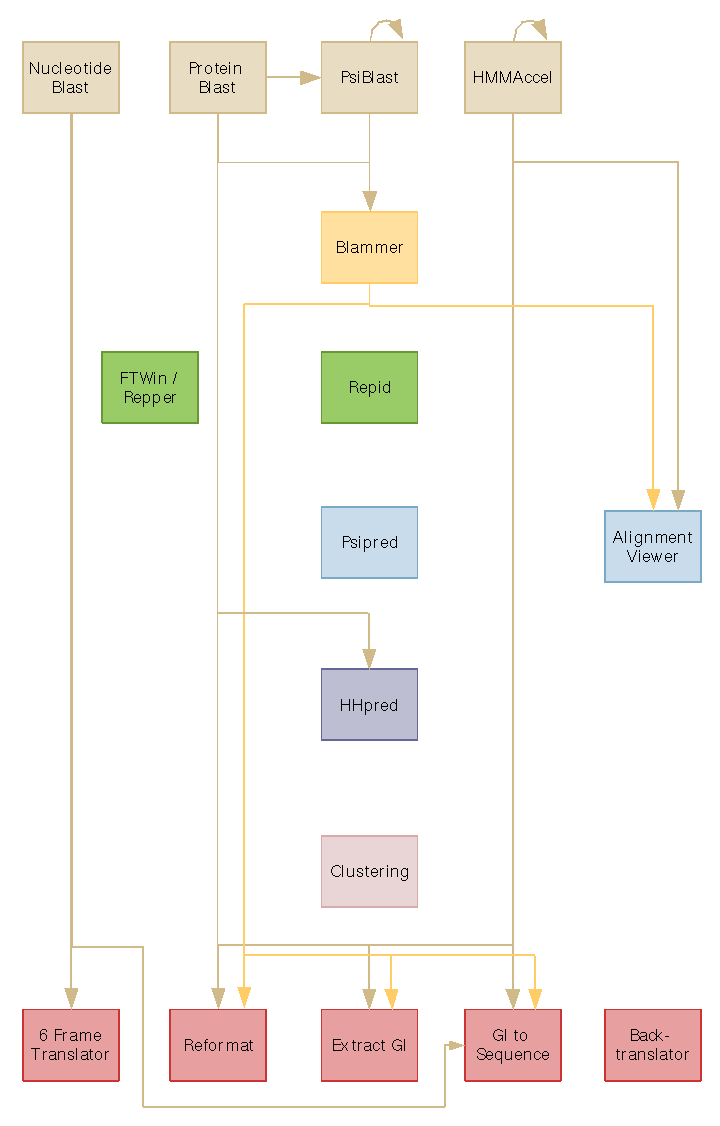 Nucleotide
Blast
Protein
Blast
PsiBlast
HMMAccel
Blammer
FTWin /
Repper
Repid
Psipred
Alignment
Viewer
HHpred
Clustering
6 Frame
Translator
Reformat
Extract GI
GI to
Sequence
Back-
translator